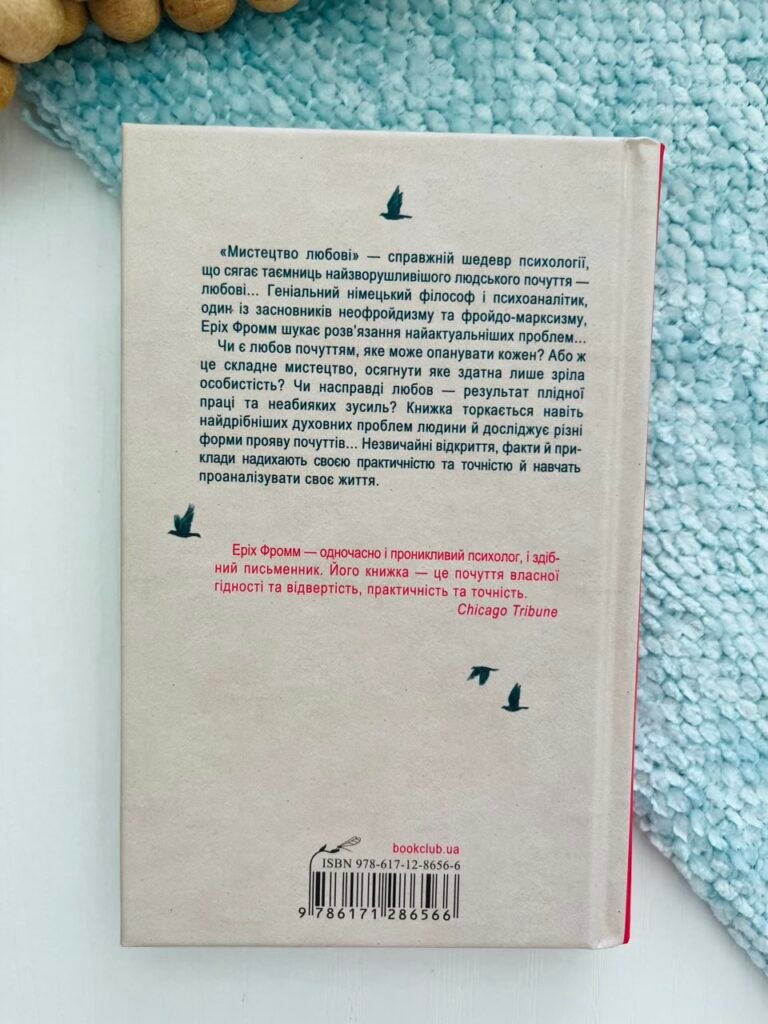 «Мистецтво любові» — справжній шедевр психології,
що сягає таємниць найзворушливішого людського почуття —
любові... Геніальний німецький філософ і психоаналітик,
один із засновників неофройдизму та фройдо-марксизму,
Еріх Фромм шукає розв'язання найактуальніших проблем...
Чи є любов почуттям, яке може опанувати кожен? Або ж
це складне мистецтво, осягнути яке здатна лише зріла
особистість? Чи насправді любов — результат плідної
праці та неабияких зусиль? Книжка торкається навіть
найдрібніших духовних проблем людини й досліджує різні
форми прояву почуттів... Незвичайні відкриття, факти й при-
клади надихають своєю практичністю та точністю й навчать
проаналізувати своє життя.
Еріх Фромм — одночасно і проникливий психолог, і здіб-
ний письменник. Його книжка — це почуття власної
гідності та відвертість, практичність та точність.
Chicago Tribune
bookclub.ua
ISBN 978-617-12-8656-6
9 786171 286566